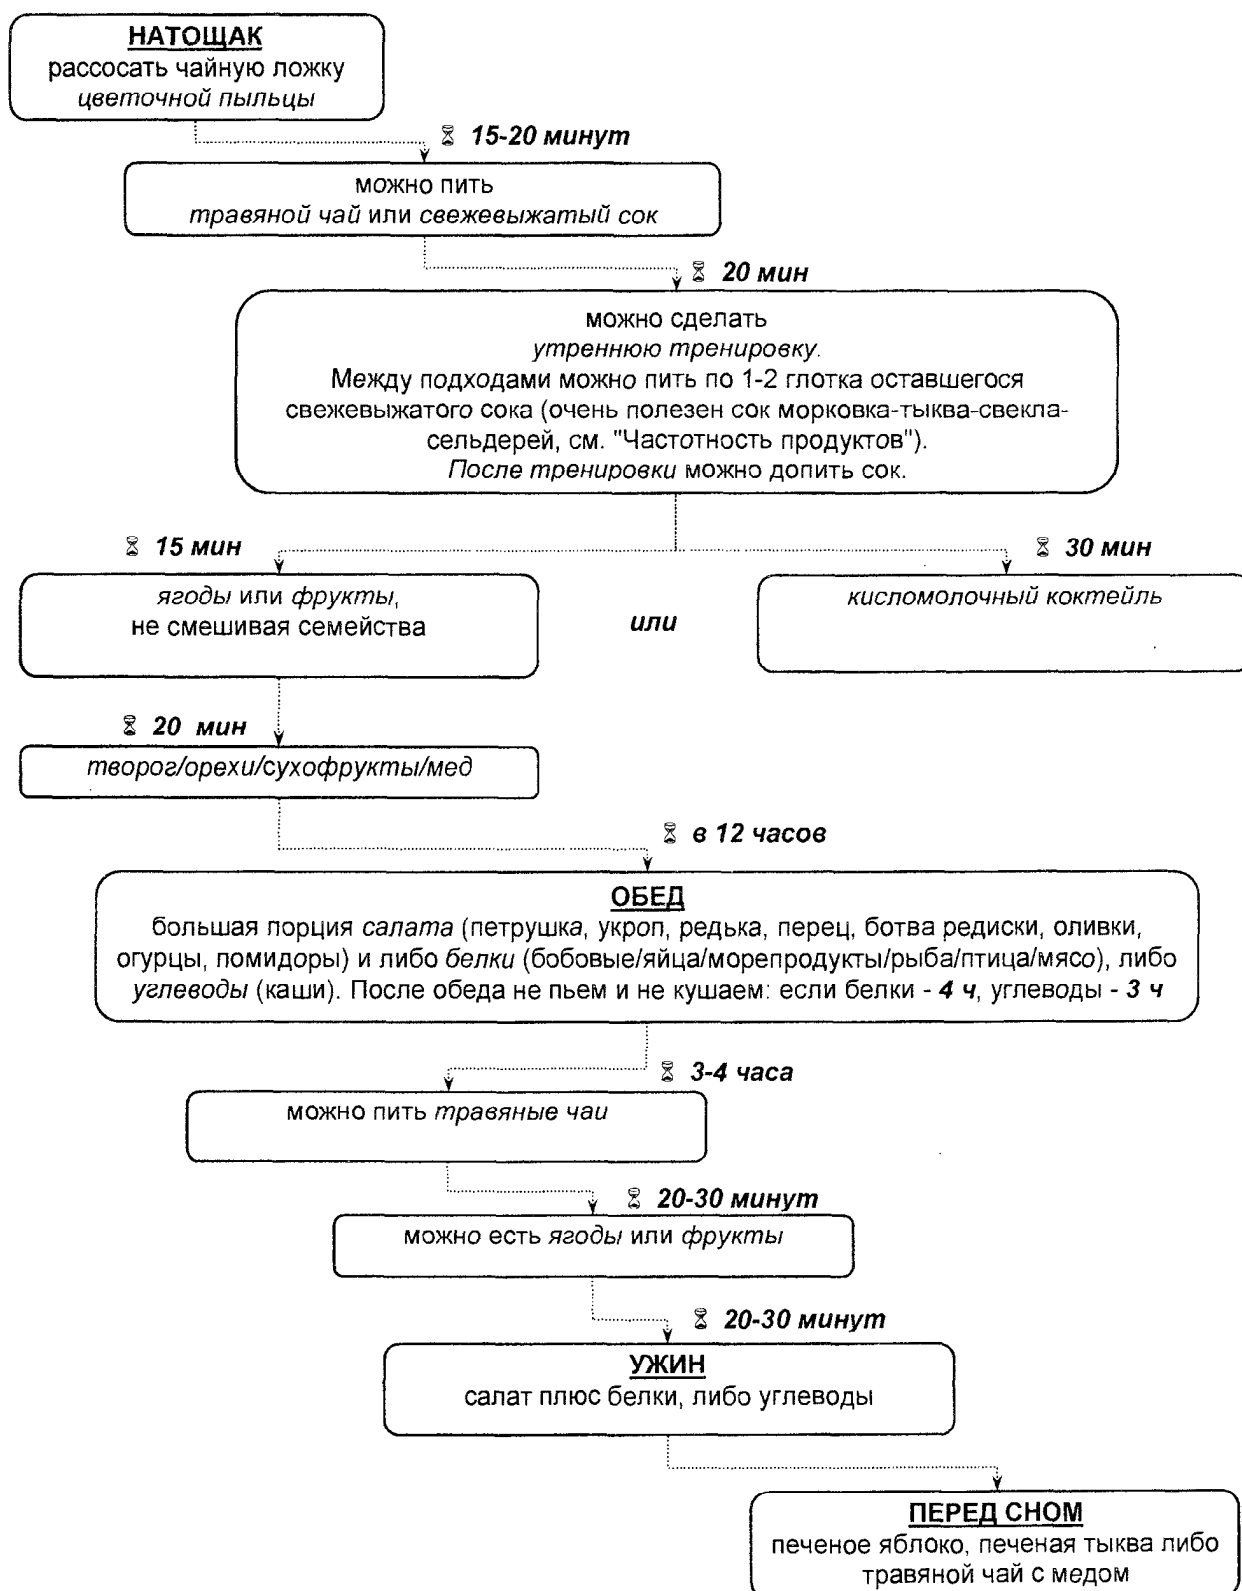 НАТОЩАК
рассосать чайную ложку
цветочной пыльцы
15-20 минут
можно пить
травяной чай или свежевыжатый сок
20 мин
можно сделать
утреннюю тренировку.
Между подходами можно пить по 1-2 глотка оставшегося
свежевыжатого сока (очень полезен сок морковка-тыква-свекла-
сельдерей, см. "Частотность продуктов").
После тренировки можно допить сок.
15 мин
30 мин
ягоды или фрукты,
не смешивая семейства
или
кисломолочный коктейль
20 мин
творог/орехи/сухофрукты/мед
в 12 часов
ОБЕД
большая порция салата (петрушка, укроп, редька, перец, ботва редиски, оливки,
огурцы, помидоры) и либо белки (бобовые/яйца/морепродукты/рыба/птица/мясо), либо
углеводы (каши). После обеда не пьем и не кушаем: если белки - 4 ч, углеводы - 3 ч
3-4 часа
можно пить травяные чаи
20-30 минут
можно есть ягоды или фрукты
20-30 минут
УЖИН
салат плюс белки, либо углеводы
ПЕРЕД СНОМ
печеное яблоко, печеная тыква либо
травяной чай с медом